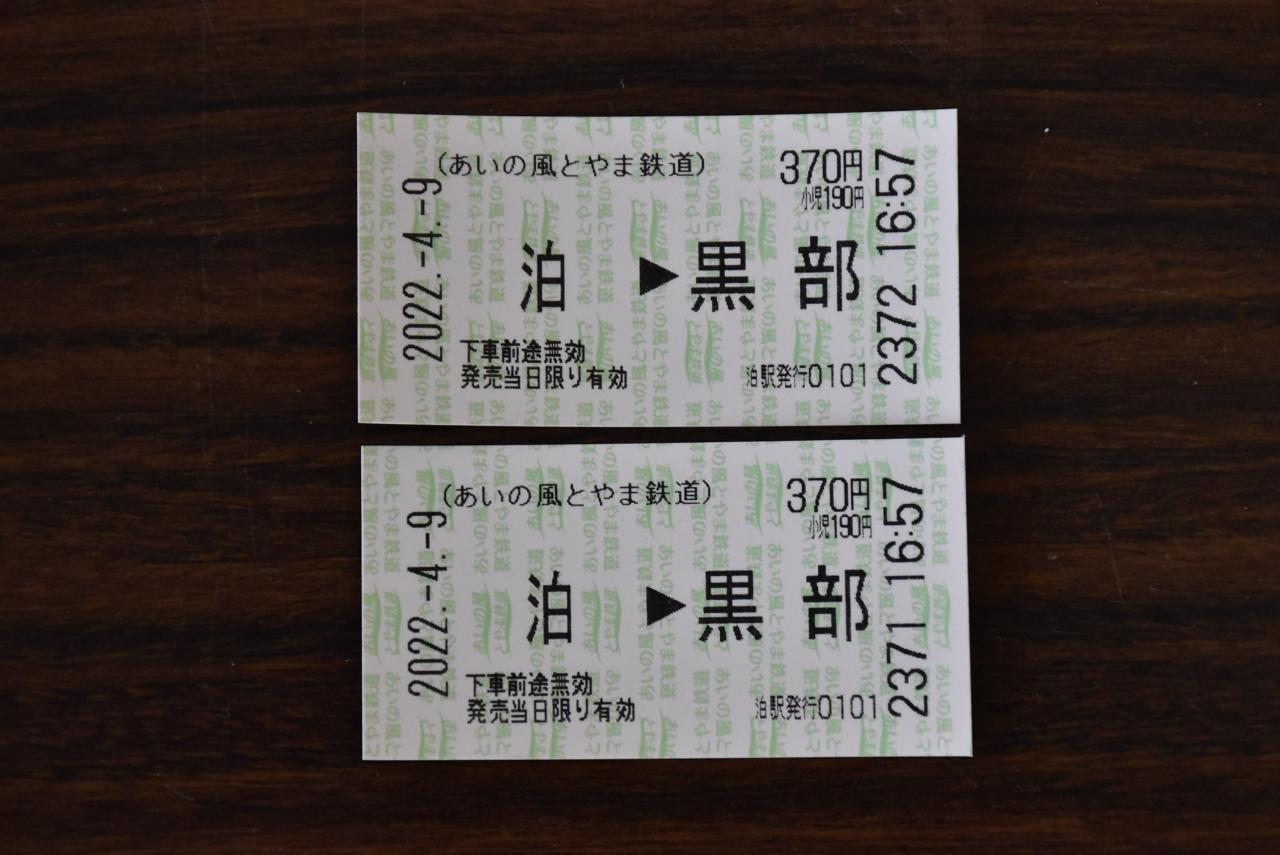 (あいの風とやま鉄道)
370円
小児190円
2022.-4.-9
泊 ▶ 黒部
2372 16:57
下車前途無効
発売当日限り有効
泊駅発行0101
(あいの風とやま鉄道)
370円
小児190円
2022.-4.-9
泊 ▶ 黒部
2371 16:57
下車前途無効
発売当日限り有効
泊駅発行0101